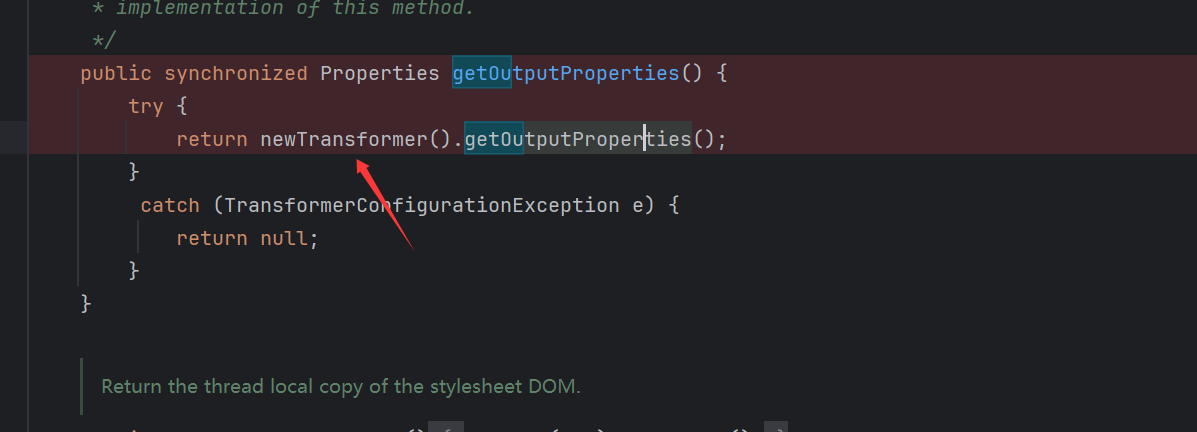 * implementation of this method.
*/
public synchronized Properties getOutputProperties() {
try {
return newTransformer().getOutputProperties();
}
catch (TransformerConfigurationException e) {
return null;
}
}
Return the thread local copy of the stylesheet DOM.